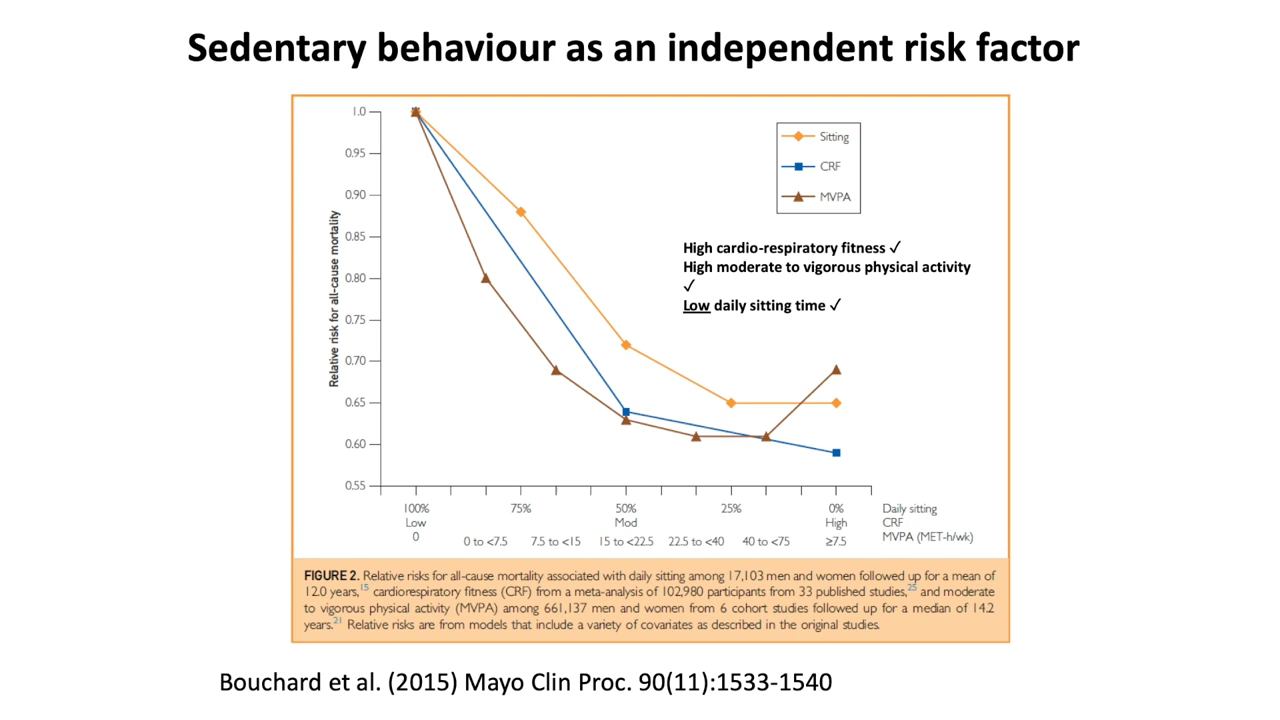 Sedentary behaviour as an independent risk factor
Relative risk for all-cause mortality
1.0
0.95
0.90
0.85
0.80
0.75
0.70
0.65
0.60
0.55
Sitting
CRF
MVPA
High cardio-respiratory fitness ✓
High moderate to vigorous physical activity
✓
Low daily sitting time ✓
100% 75% 50% 25% 0% Daily sitting
Low Mod High CRF
0 0 to <7.5 7.5 to <15 15 to <22.5 22.5 to <40 40 to <75 ≥7.5 MVPA (MET-h/wk)
FIGURE 2. Relative risks for all-cause mortality associated with daily sitting among 17,103 men and women followed up for a mean of
12.0 years,15 cardiorespiratory fitness (CRF) from a meta-analysis of 102,980 participants from 33 published studies,25 and moderate
to vigorous physical activity (MVPA) among 661,137 men and women from 6 cohort studies followed up for a median of 14.2
years.21 Relative risks are from models that include a variety of covariates as described in the original studies.
Bouchard et al. (2015) Mayo Clin Proc. 90(11):1533-1540